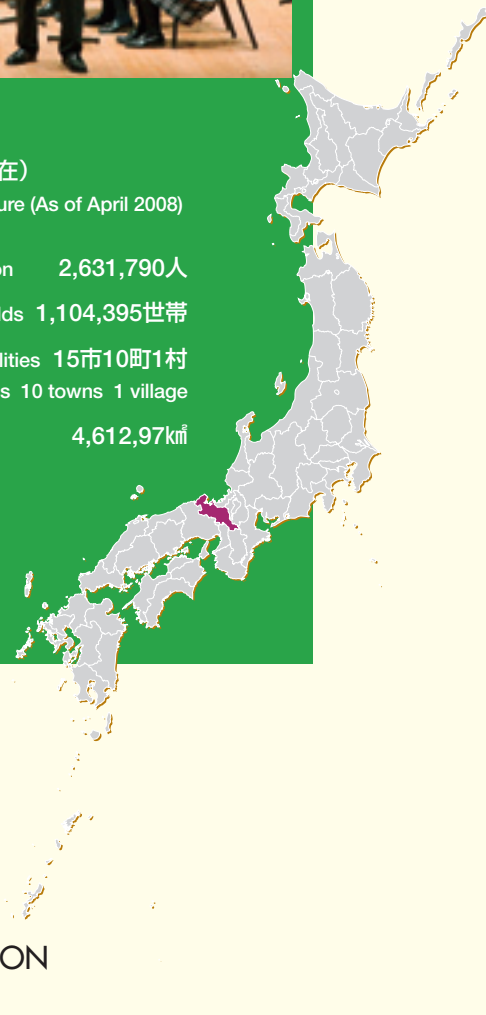 在）
ure (As of April 2008)
on 2,631,790人
lds 1,104,395世帯
lities 15市10町1村
s 10 towns 1 village
4,612,97k㎡
ON